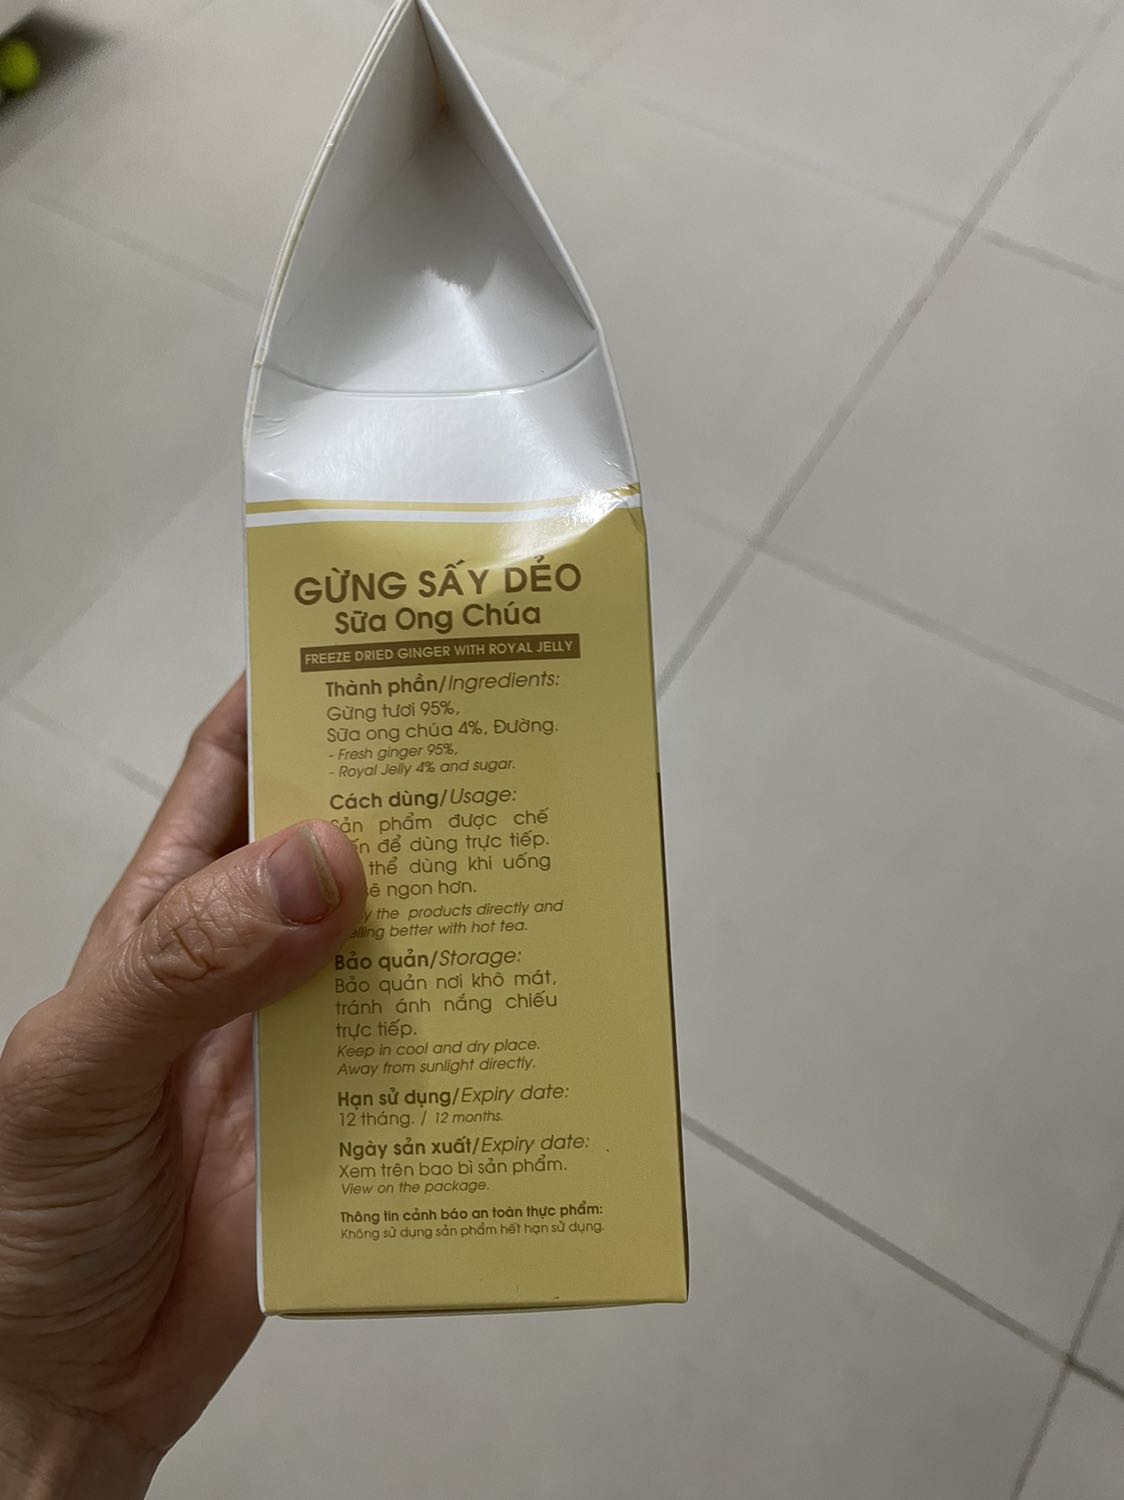 GỪNG SẤY DẺO
Sữa Ong Chúa
FREEZE DRIED GINGER WITH ROYAL JELLY
Thành phần/Ingredients:
Gừng tươi 95%,
Sữa ong chúa 4%, Đường.
- Fresh ginger 95%,
- Royal Jelly 4% and sugar.
Cách dùng/Usage:
Sản phẩm được chế
để dùng trực tiếp.
thể dùng khi uống
sẽ ngon hơn.
the products directly and
better with hot tea.
Bảo quản/Storage:
Bảo quản nơi khô mát,
tránh ánh nắng chiếu
trực tiếp.
Keep in cool and dry place.
Away from sunlight directly.
Hạn sử dụng/Expiry date:
12 tháng. / 12 months.
Ngày sản xuất/Expiry date:
Xem trên bao bì sản phẩm.
View on the package.
Thông tin cảnh báo an toàn thực phẩm:
Không sử dụng sản phẩm hết hạn sử dụng.